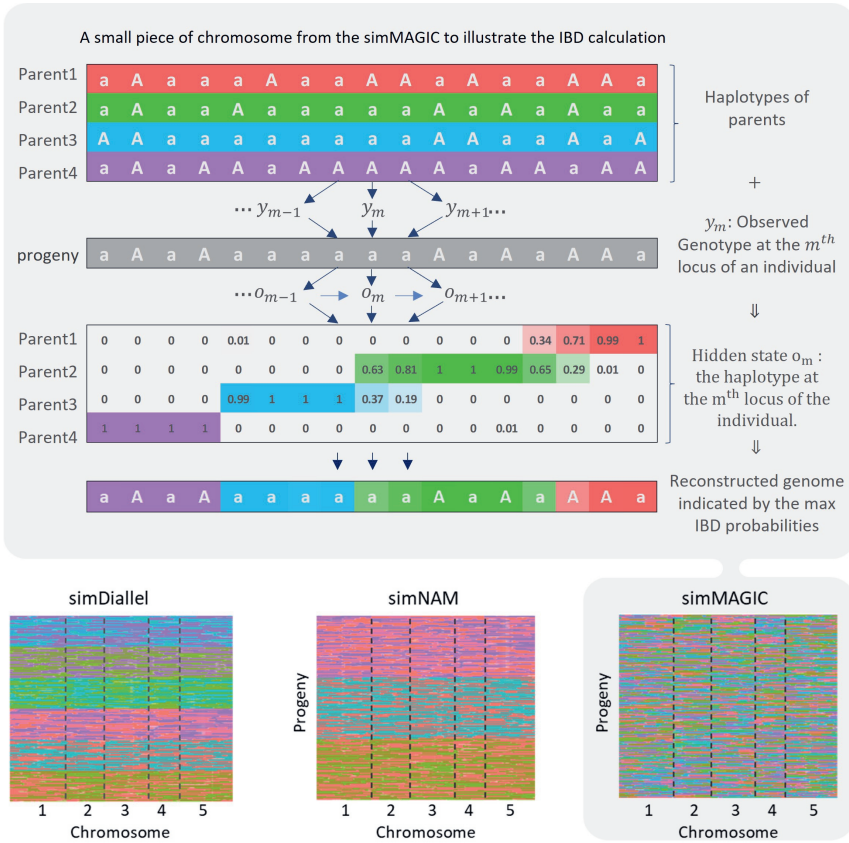 A small piece of chromosome from the simMAGIC to illustrate the IBD calculation
Parent1 a A a a a A a a A A a a a a A A a
Parent2 a A a a a A a a a A A a A a a a a
Parent3 A A a a a a a a a a A A A a a A a
Parent4 a A a A A A a A A A A a a a A a A
Haplotypes of
parents
+
... y_{m−1} y_m y_{m+1}...
y_m: Observed
Genotype at the m^{th}
locus of an individual
progeny a A a A a a a a a A A a A a A A a
...o_{m−1} o_m o_{m+1}...
⇓
Parent1 0 0 0 0 0.01 0 0 0 0 0 0 0 0 0.34 0.71 0.99 1
Parent2 0 0 0 0 0 0 0 0 0.63 0.81 1 1 0.99 0.65 0.29 0.01 0
Parent3 0 0 0 0 0.99 1 1 1 0.37 0.19 0 0 0 0 0 0 0
Parent4 1 1 1 1 0 0 0 0 0 0 0 0 0.01 0 0 0 0
Hidden state o_m :
the haplotype at
the m^{th} locus of the
individual.
⇓
a A a A a a a a a A A a A a A A a
Reconstructed genome
indicated by the max
IBD probabilities
simDiallel
1 2 3 4 5
Chromosome
simNAM
Progeny
1 2 3 4 5
Chromosome
simMAGIC
Progeny
1 2 3 4 5
Chromosome